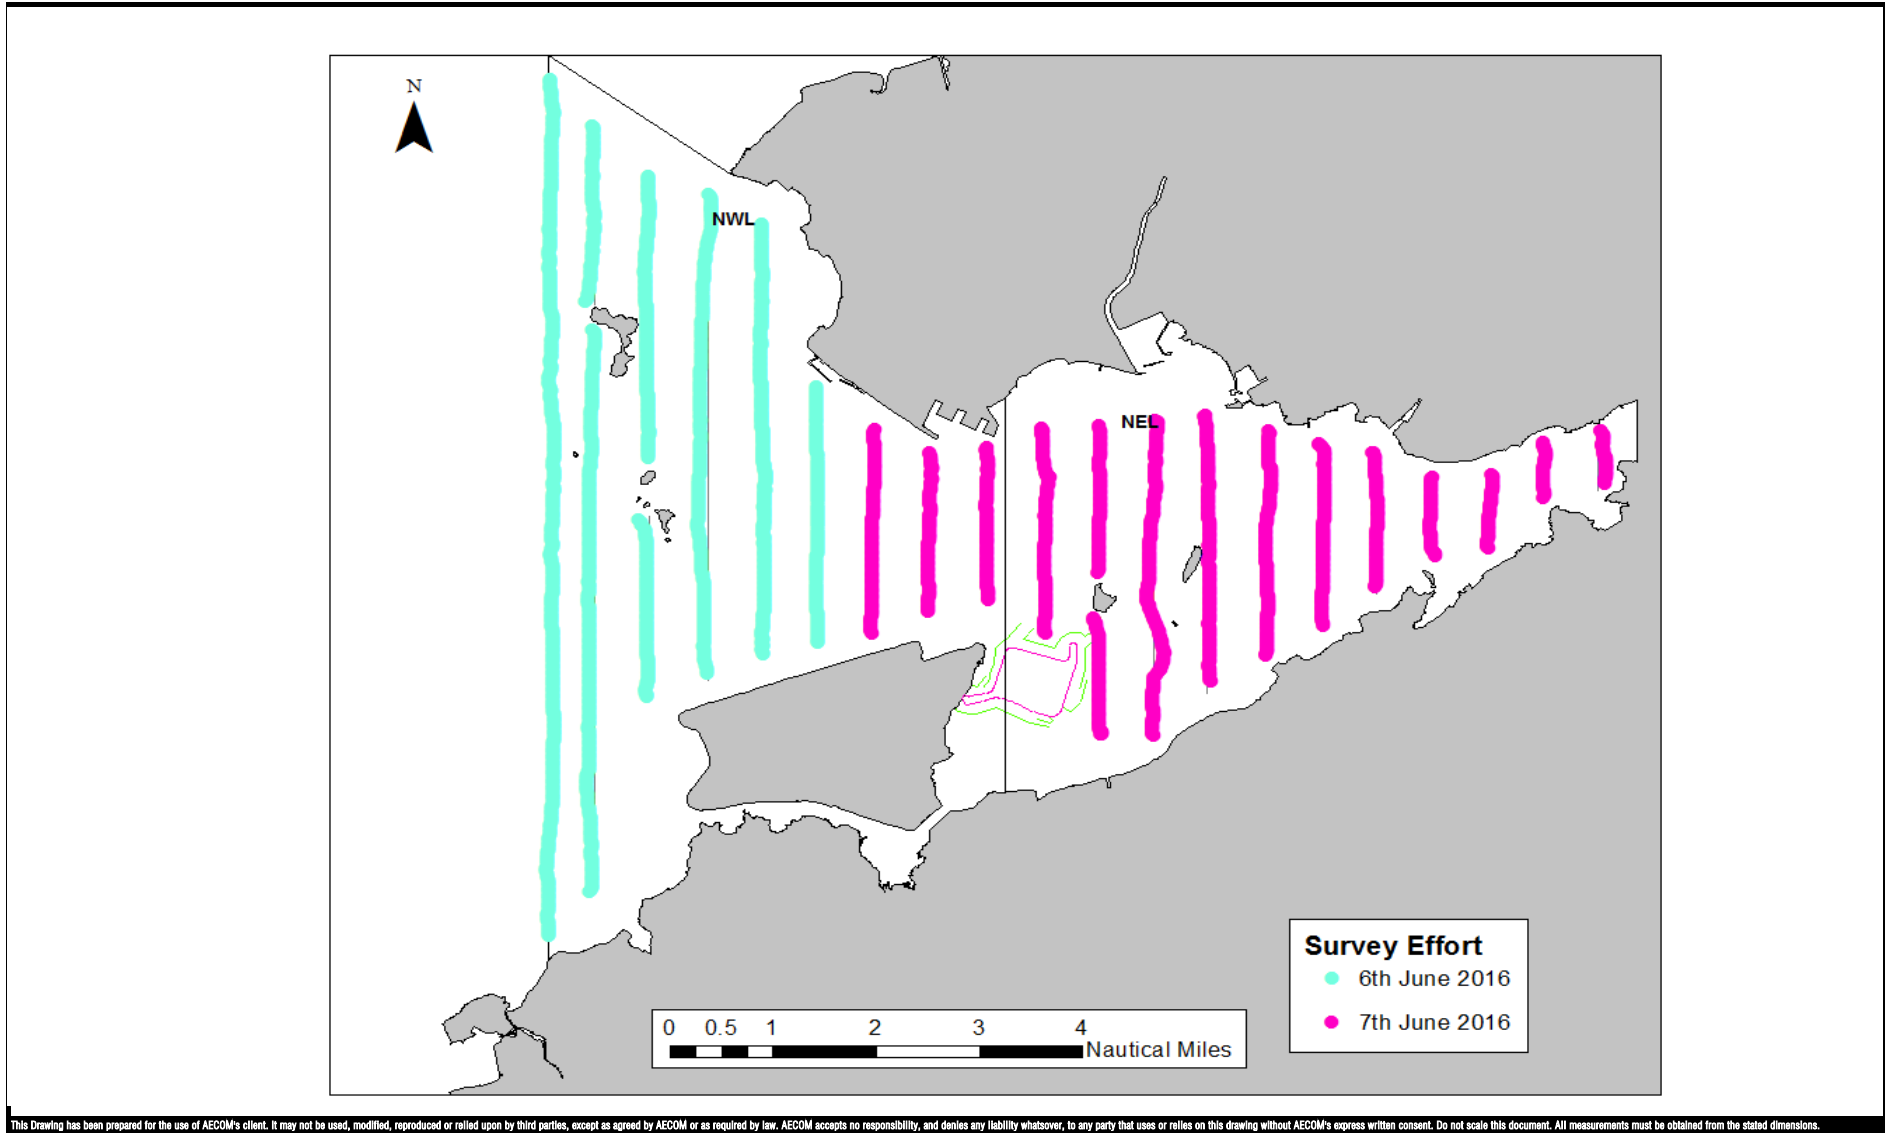 N
NWL
NEL
Survey Effort
6th June 2016
7th June 2016
0 0.5 1 2 3 4
Nautical Miles
This Drawing has been prepared for the use of AECOM's client. It may not be used, modified, reproduced or relied upon by third parties, except as agreed by AECOM or as required by law. AECOM accepts no responsibility, and denies any liability whatsoever, to any party that uses or relies on this drawing without AECOM's express written consent. Do not scale this document. All measurements must be obtained from the stated dimensions.